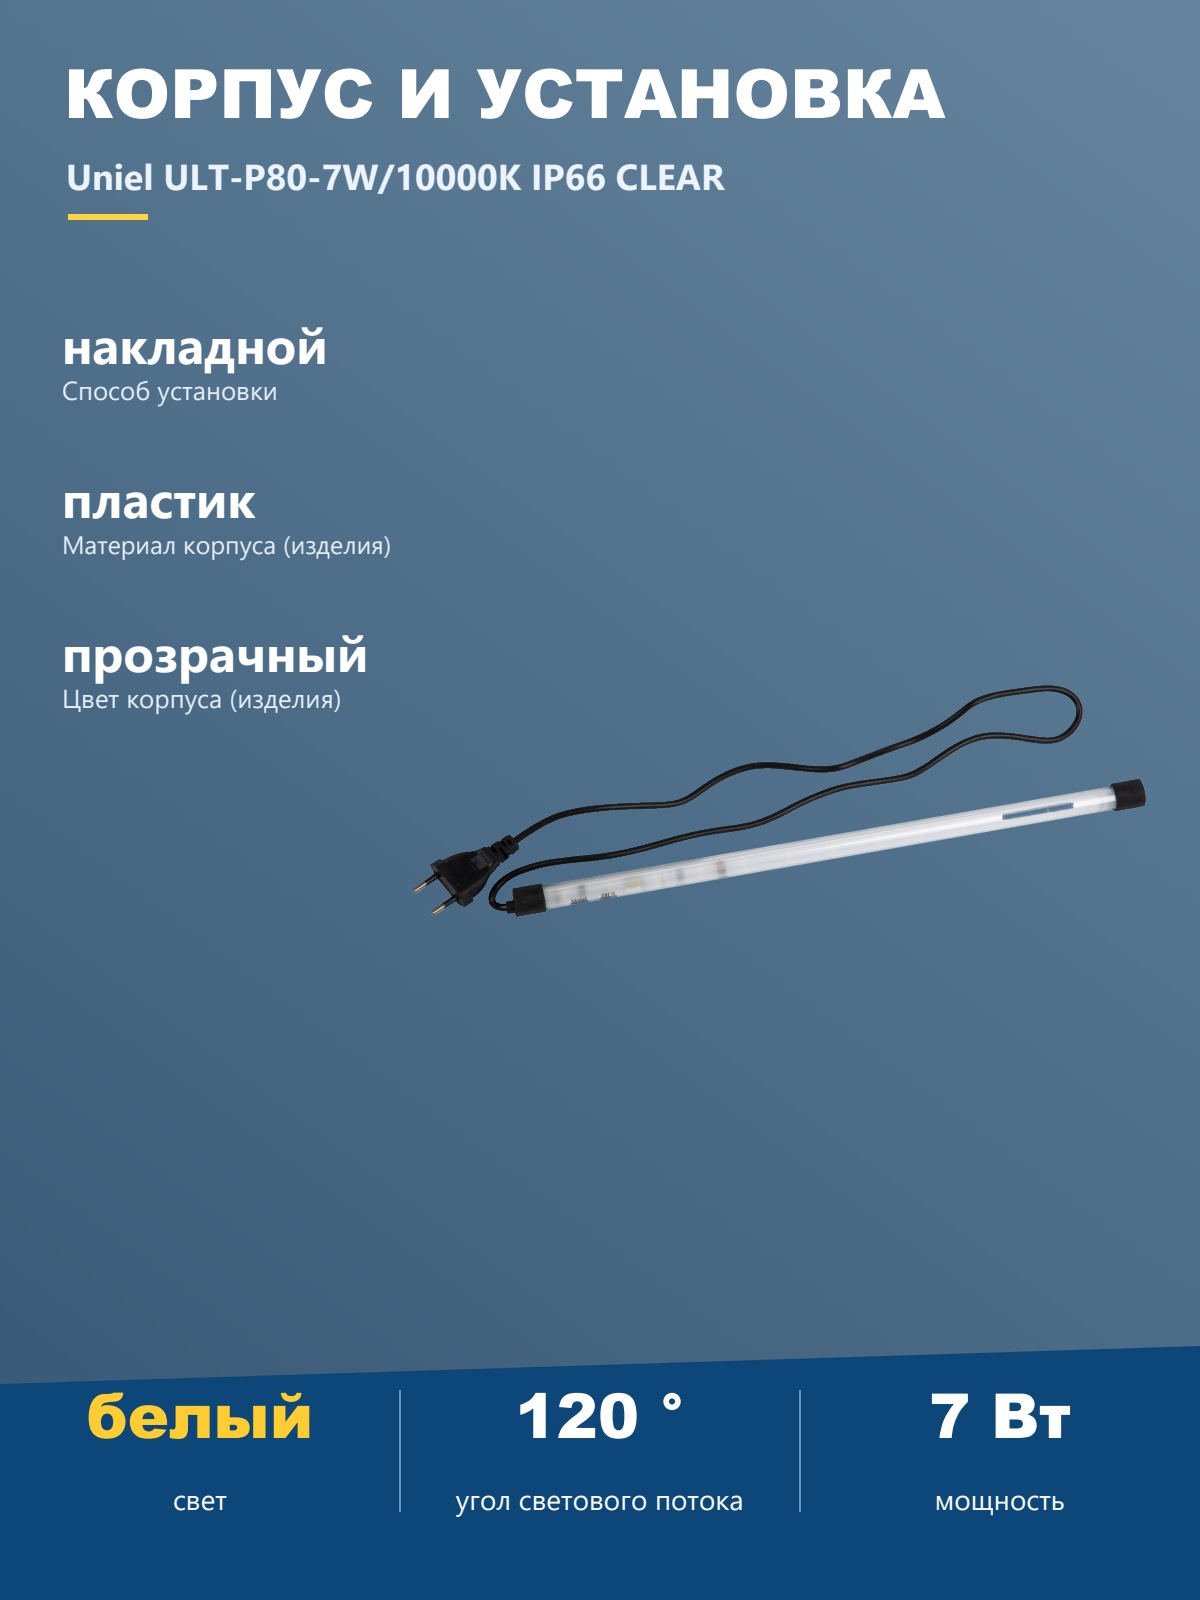 КОРПУС И УСТАНОВКА
Uniel ULT-P80-7W/10000K IP66 CLEAR
накладной
Способ установки
пластик
Материал корпуса (изделия)
прозрачный
Цвет корпуса (изделия)
белый
свет
120 °
угол светового потока
7 Вт
мощность